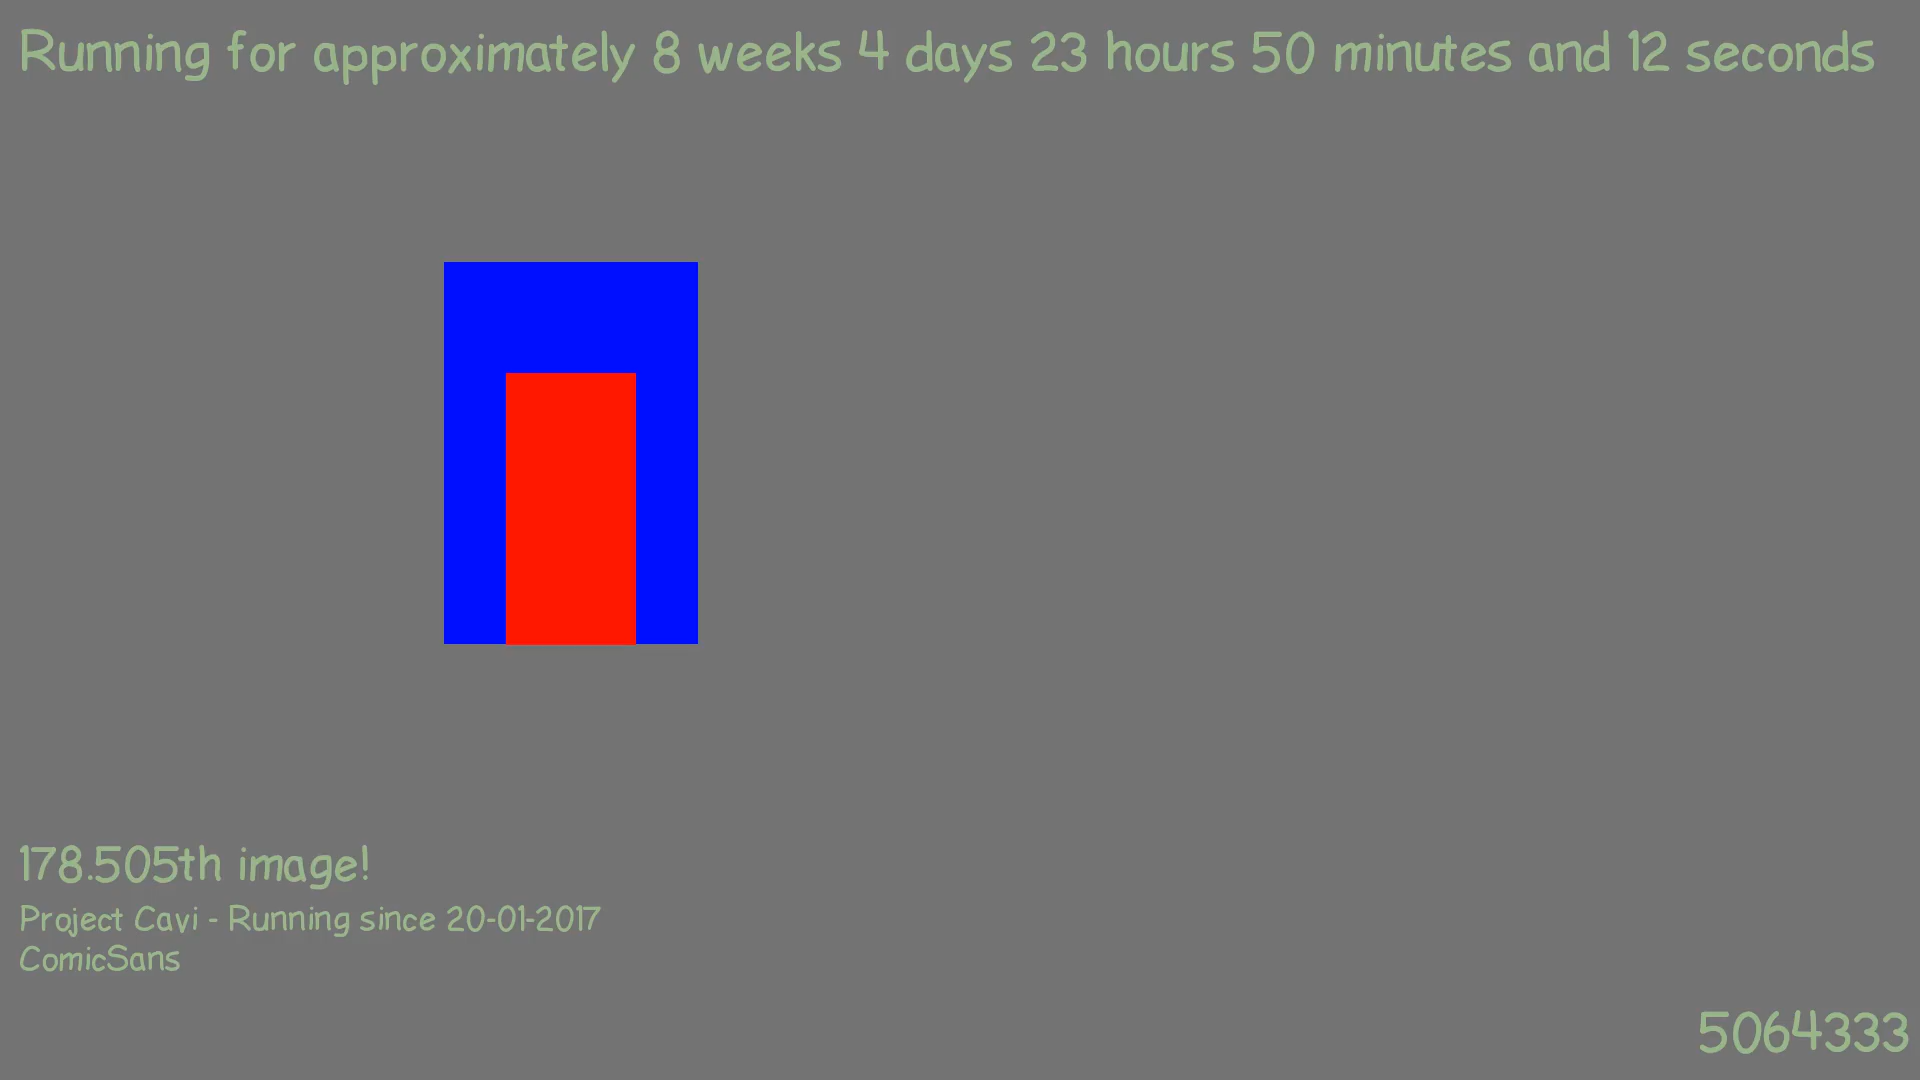 Running for approximately 8 weeks 4 days 23 hours 50 minutes and 12 seconds
178.505th image!
Project Cavi - Running since 20-01-2017
ComicSans
5064333